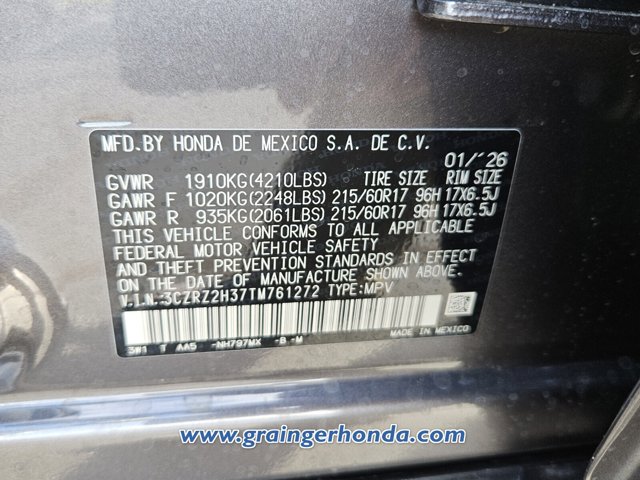 MFD. BY HONDA DE MEXICO S.A. DE C.V.
01/'26
GVWR 1910KG(4210LBS) TIRE SIZE RIM SIZE
GAWR F 1020KG(2248LBS) 215/60R17 96H 17X6.5J
GAWR R 935KG(2061LBS) 215/60R17 96H 17X6.5J
THIS VEHICLE CONFORMS TO ALL APPLICABLE
FEDERAL MOTOR VEHICLE SAFETY
AND THEFT PREVENTION STANDARDS IN EFFECT
ON THE DATE OF MANUFACTURE SHOWN ABOVE.
V.I.N:3CZRZ2H37TM761272 TYPE:MPV
3W1 T AA5 -NH797MX -B -M MADE IN MEXICO
www.graingerhonda.com